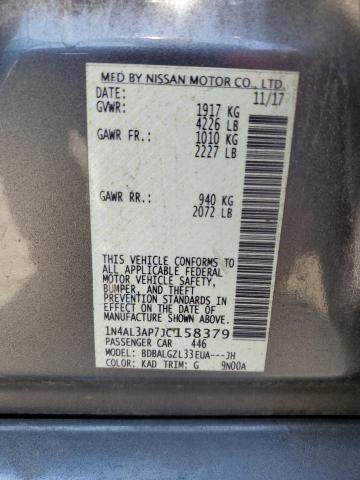 MFD BY NISSAN MOTOR CO., LTD.
DATE: 11/17
GVWR: 1917 KG
4226 LB
GAWR FR.: 1010 KG
2227 LB
GAWR RR.: 940 KG
2072 LB
THIS VEHICLE CONFORMS TO
ALL APPLICABLE FEDERAL
MOTOR VEHICLE SAFETY,
BUMPER, AND THEFT
PREVENTION STANDARDS IN
EFFECT ON THE DATE OF
MANUFACTURE SHOWN ABOVE.
1N4AL3AP7JC158379
PASSENGER CAR 446
MODEL: BDBALGZL33EUA---JH
COLOR: KAD TRIM: G 9N00A